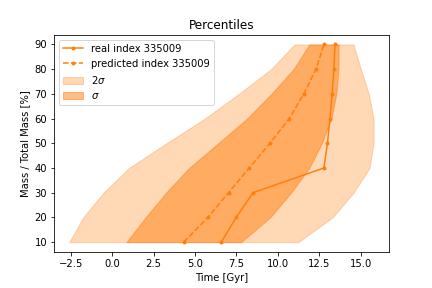 Percentiles
real index 335009
predicted index 335009
2σ
σ
Mass / Total Mass [%]
90
80
70
60
50
40
30
20
10
−2.5 0.0 2.5 5.0 7.5 10.0 12.5 15.0
Time [Gyr]